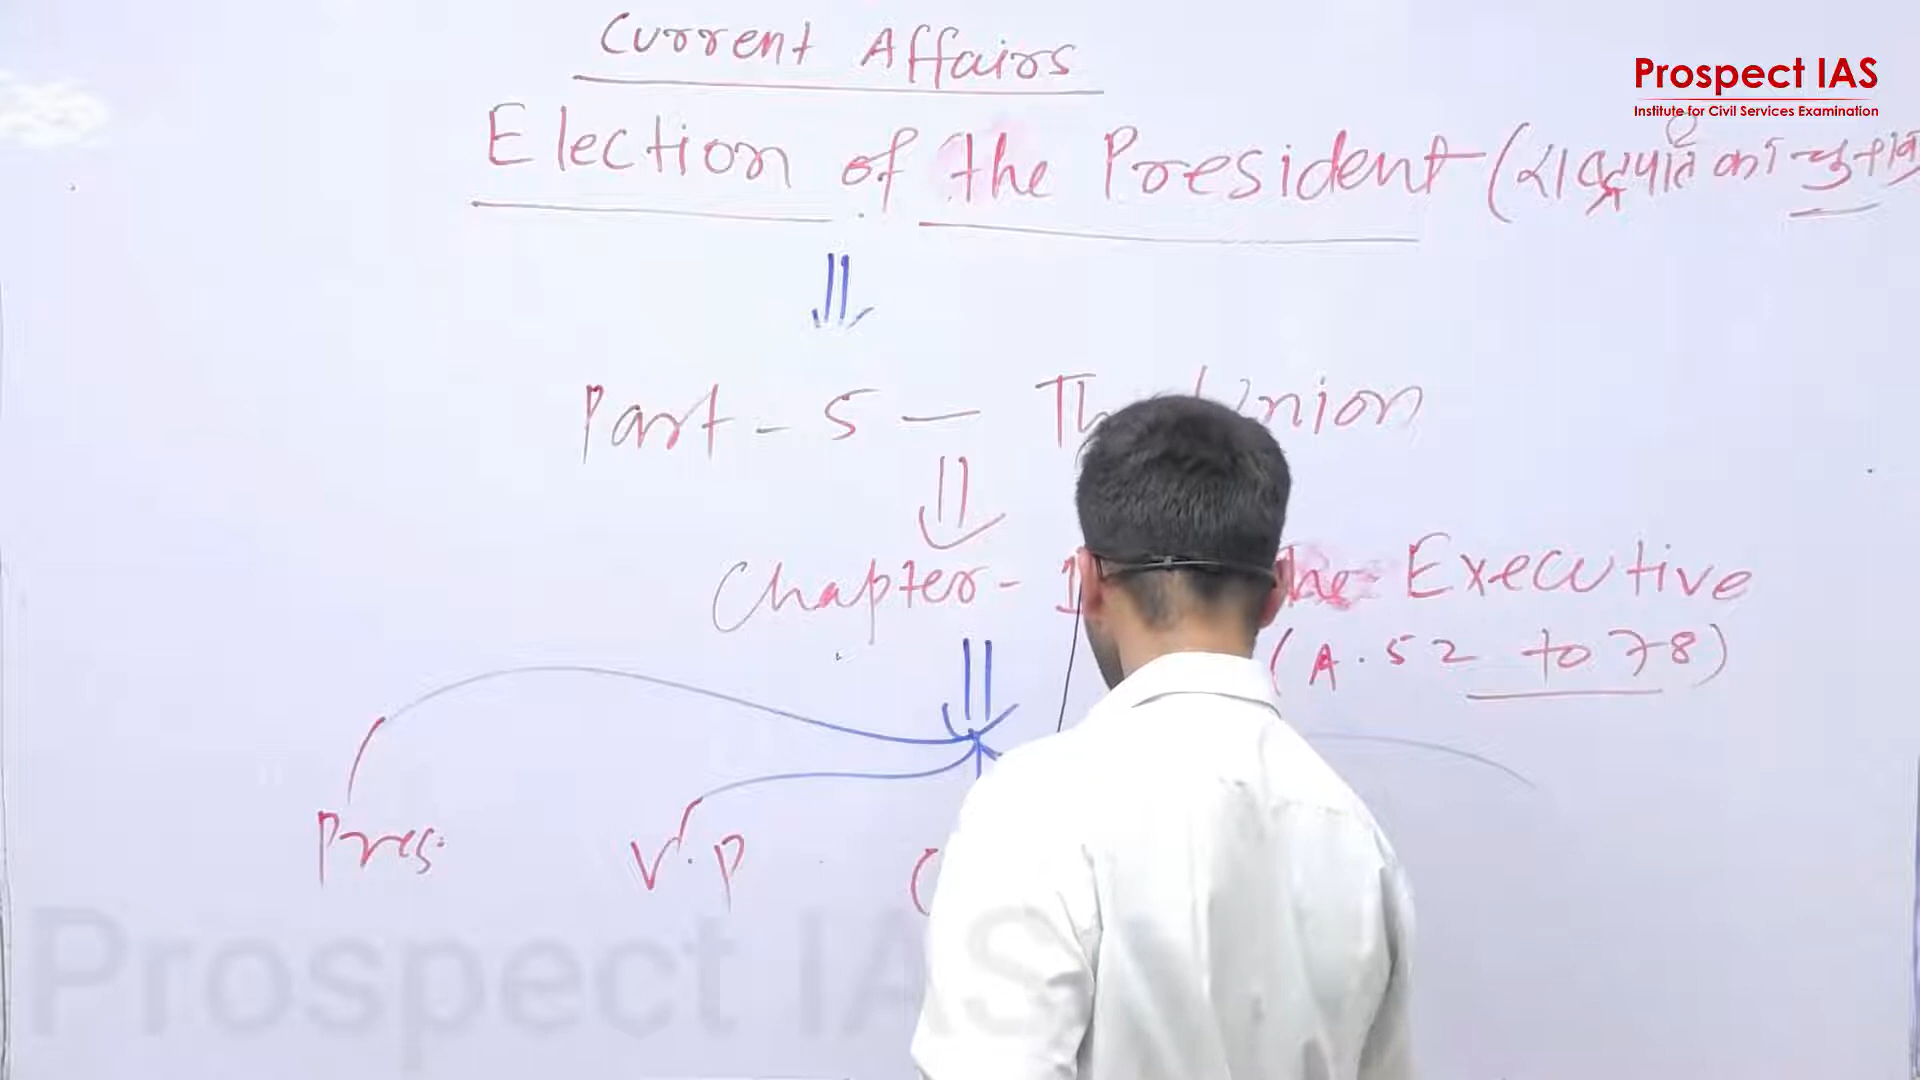 Current Affairs
Prospect IAS
Institute for Civil Services Examination
Election of the President (राष्ट्रपति का चुनाव
Part - 5 — The Union
Chapter - 1 The Executive
(A. 52 to 78)
Pres. V.P
Prospect IAS